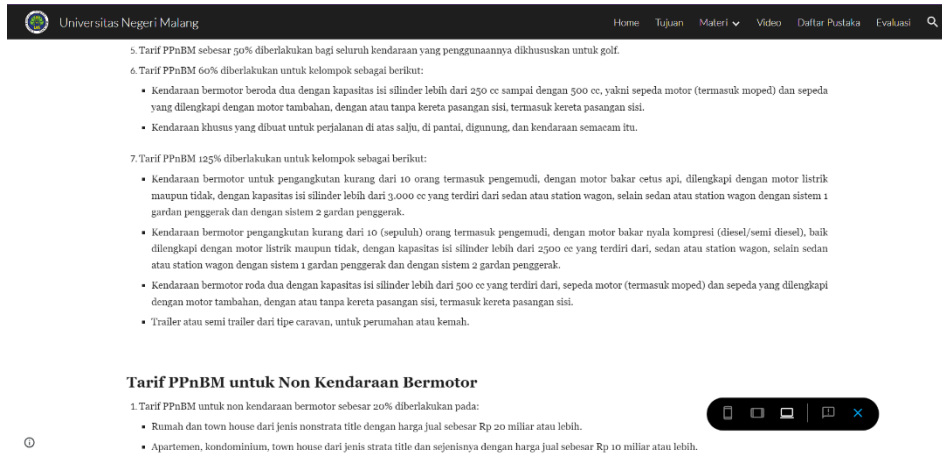 Universitas Negeri Malang
Home Tujuan Materi Video Daftar Pustaka Evaluasi
5. Tarif PPnBM sebesar 50% diberlakukan bagi seluruh kendaraan yang penggunaannya dikhususkan untuk golf.
6. Tarif PPnBM 60% diberlakukan untuk kelompok sebagai berikut:
▪ Kendaraan bermotor beroda dua dengan kapasitas isi silinder lebih dari 250 cc sampai dengan 500 cc, yakni sepeda motor (termasuk moped) dan sepeda
yang dilengkapi dengan motor tambahan, dengan atau tanpa kereta pasangan sisi, termasuk kereta pasangan sisi.
▪ Kendaraan khusus yang dibuat untuk perjalanan di atas salju, di pantai, digunung, dan kendaraan semacam itu.
7. Tarif PPnBM 125% diberlakukan untuk kelompok sebagai berikut:
▪ Kendaraan bermotor untuk pengangkutan kurang dari 10 orang termasuk pengemudi, dengan motor bakar cetus api, dilengkapi dengan motor listrik
maupun tidak, dengan kapasitas isi silinder lebih dari 3.000 cc yang terdiri dari sedan atau station wagon, selain sedan atau station wagon dengan sistem 1
gardan penggerak dan dengan sistem 2 gardan penggerak.
▪ Kendaraan bermotor pengangkutan kurang dari 10 (sepuluh) orang termasuk pengemudi, dengan motor bakar nyala kompresi (diesel/semi diesel), baik
dilengkapi dengan motor listrik maupun tidak, dengan kapasitas isi silinder lebih dari 2500 cc yang terdiri dari, sedan atau station wagon, selain sedan
atau station wagon dengan sistem 1 gardan penggerak dan dengan sistem 2 gardan penggerak.
▪ Kendaraan bermotor roda dua dengan kapasitas isi silinder lebih dari 500 cc yang terdiri dari, sepeda motor (termasuk moped) dan sepeda yang dilengkapi
dengan motor tambahan, dengan atau tanpa kereta pasangan sisi, termasuk kereta pasangan sisi.
▪ Trailer atau semi trailer dari tipe caravan, untuk perumahan atau kemah.
Tarif PPnBM untuk Non Kendaraan Bermotor
1. Tarif PPnBM untuk non kendaraan bermotor sebesar 20% diberlakukan pada:
▪ Rumah dan town house dari jenis nonstrata title dengan harga jual sebesar Rp 20 miliar atau lebih.
▪ Apartemen, kondominium, town house dari jenis strata title dan sejenisnya dengan harga jual sebesar Rp 10 miliar atau lebih.